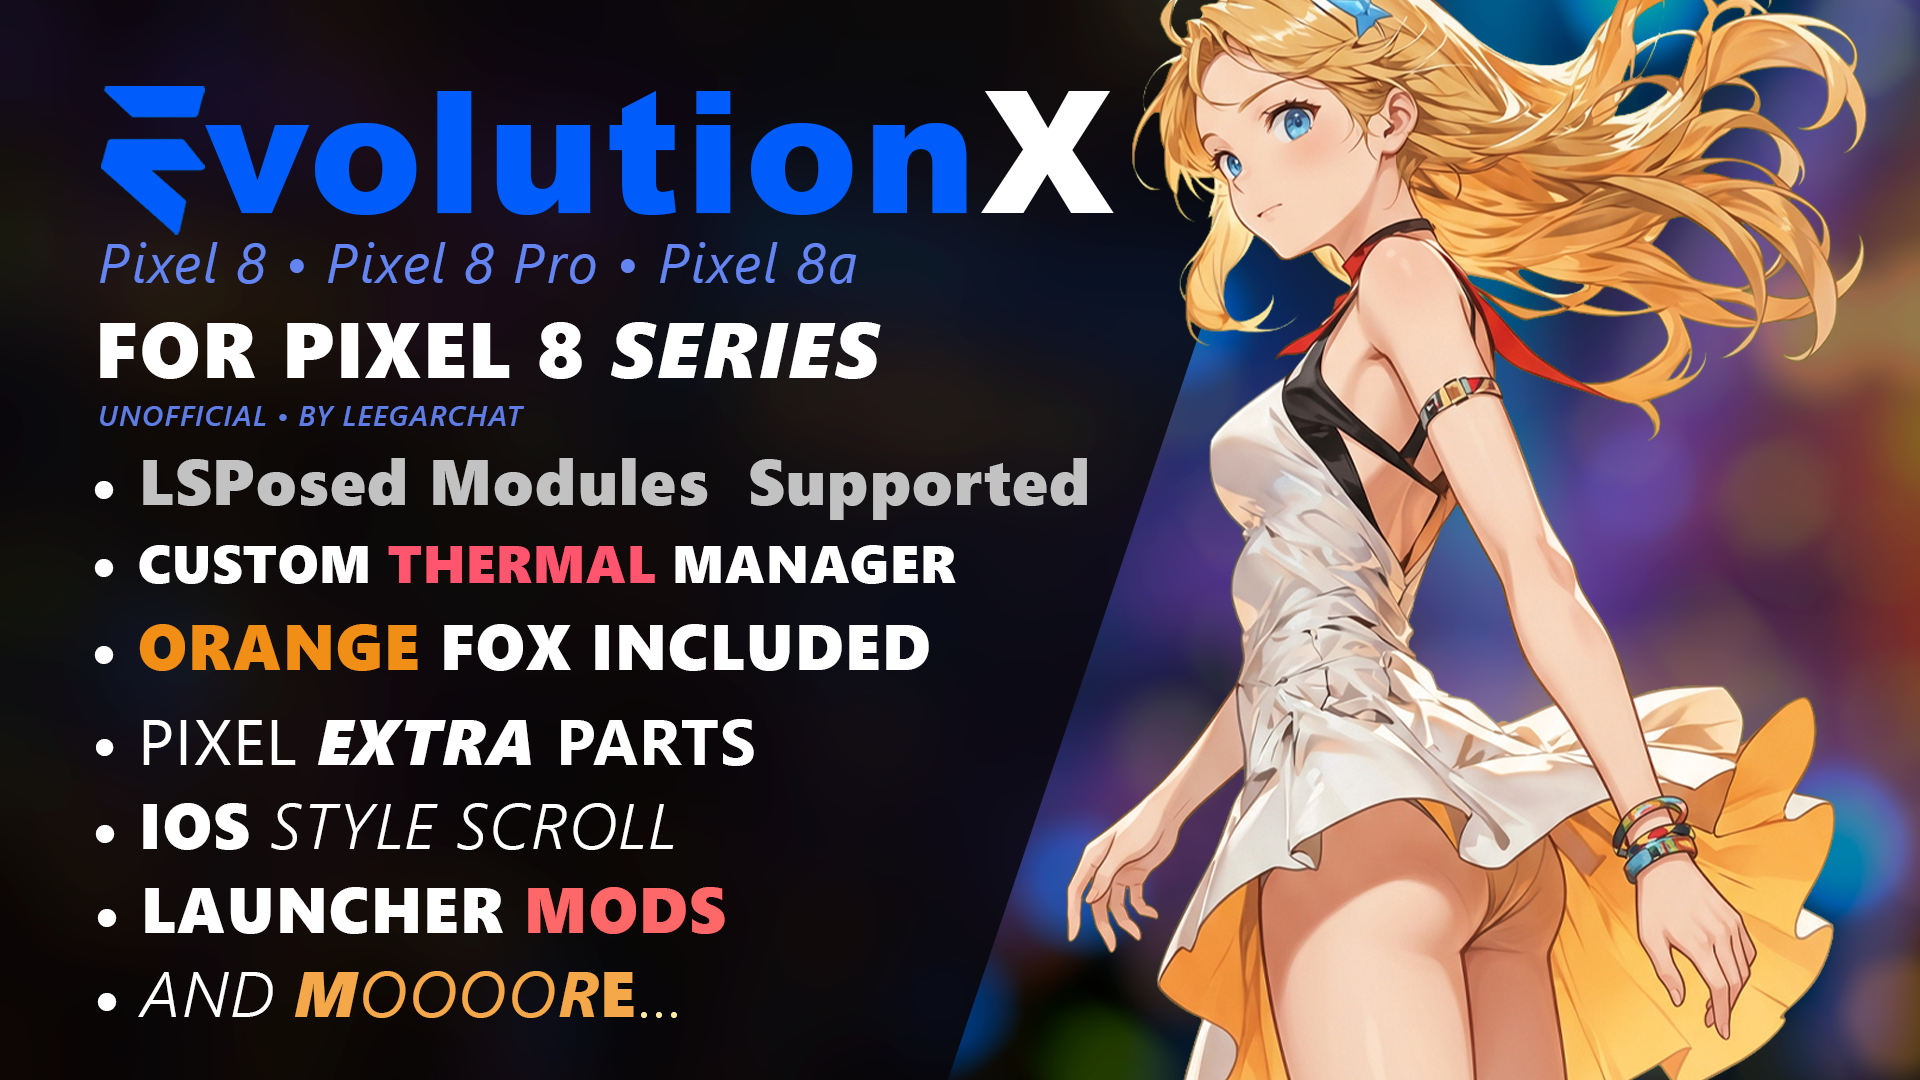 EvolutionX
Pixel 8 • Pixel 8 Pro • Pixel 8a
FOR PIXEL 8 SERIES
UNOFFICIAL • BY LEEGARCHAT
• LSPosed Modules Supported
• CUSTOM THERMAL MANAGER
• ORANGE FOX INCLUDED
• PIXEL EXTRA PARTS
• IOS STYLE SCROLL
• LAUNCHER MODS
• AND MOOOORE...